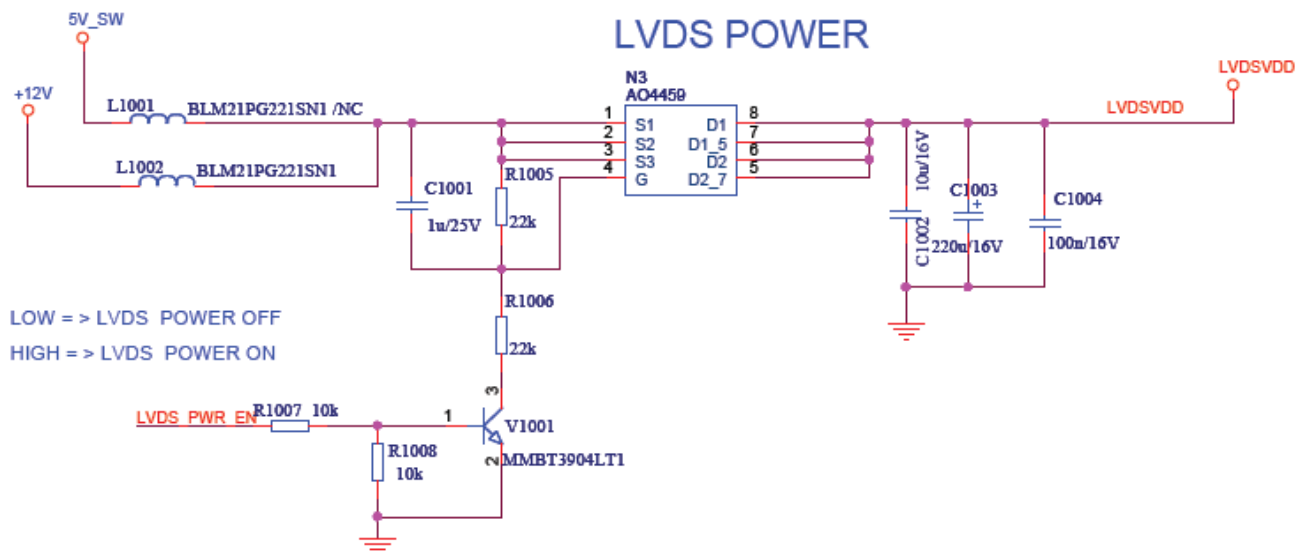 5V_SW
LVDS POWER
+12V
L1001
BLM21PG221SN1 /NC
L1002
BLM21PG221SN1
N3
AO4459
1
S1
D1
8
2
S2
D1_5
7
3
S3
D2
6
4
G
D2_7
5
LVDSVDD
LVDSVDD
C1001
1u/25V
R1005
22k
10u/16V
C1002
C1003
+
220u/16V
C1004
100n/16V
R1006
22k
LOW = > LVDS POWER OFF
HIGH = > LVDS POWER ON
LVDS_PWR_EN
R1007 10k
1
3
V1001
2
MMBT3904LT1
R1008
10k